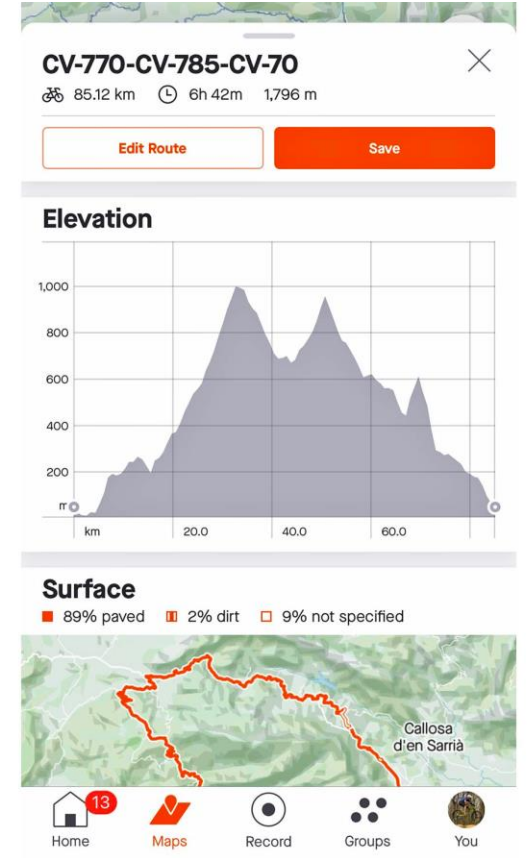 CV-770-CV-785-CV-70
85.12 km 6h 42m 1,796 m
Edit Route Save
Elevation
1,000
800
600
400
200
m
km 20.0 40.0 60.0
Surface
89% paved 2% dirt 9% not specified
Callosa
d'en Sarrià
13
Home Maps Record Groups You